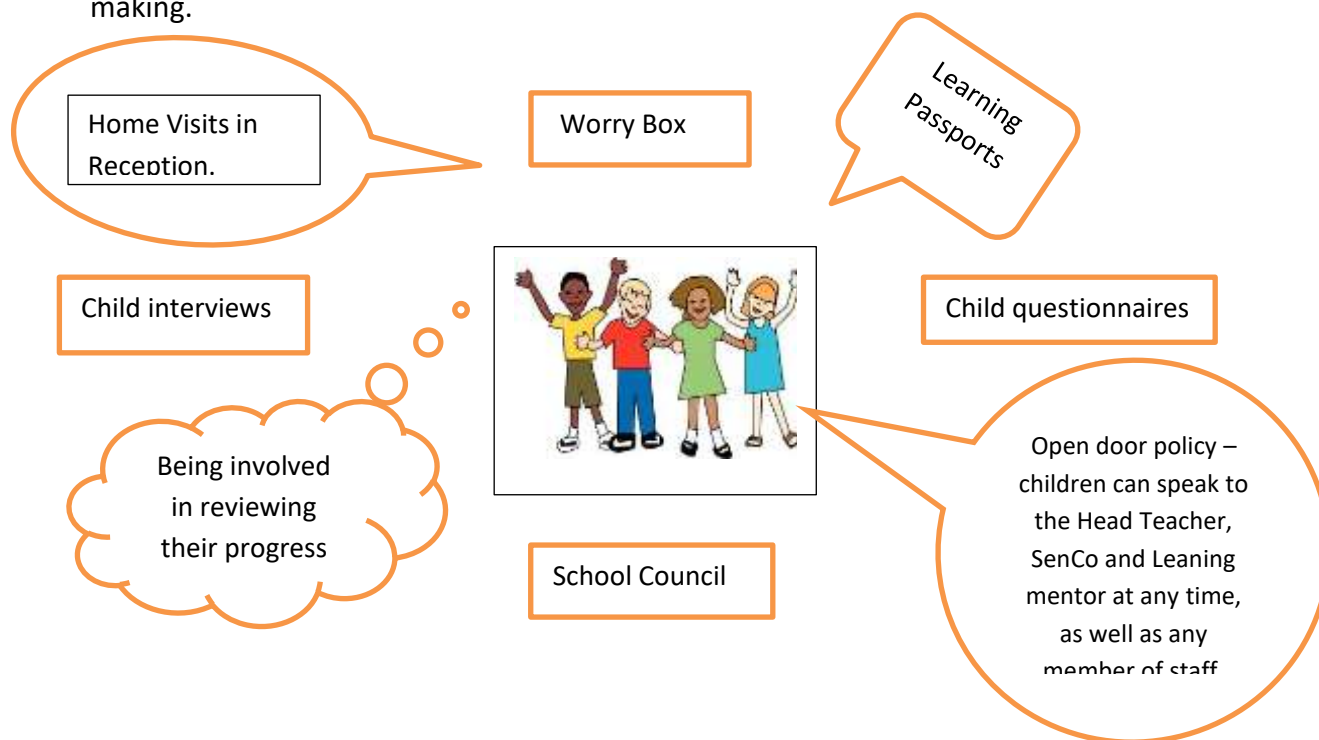 making.
Home Visits in
Reception.
Worry Box
Learning
Passports
Child interviews
Child questionnaires
Being involved
in reviewing
their progress
Open door policy –
children can speak to
the Head Teacher,
SenCo and Leaning
mentor at any time,
as well as any
member of staff
School Council